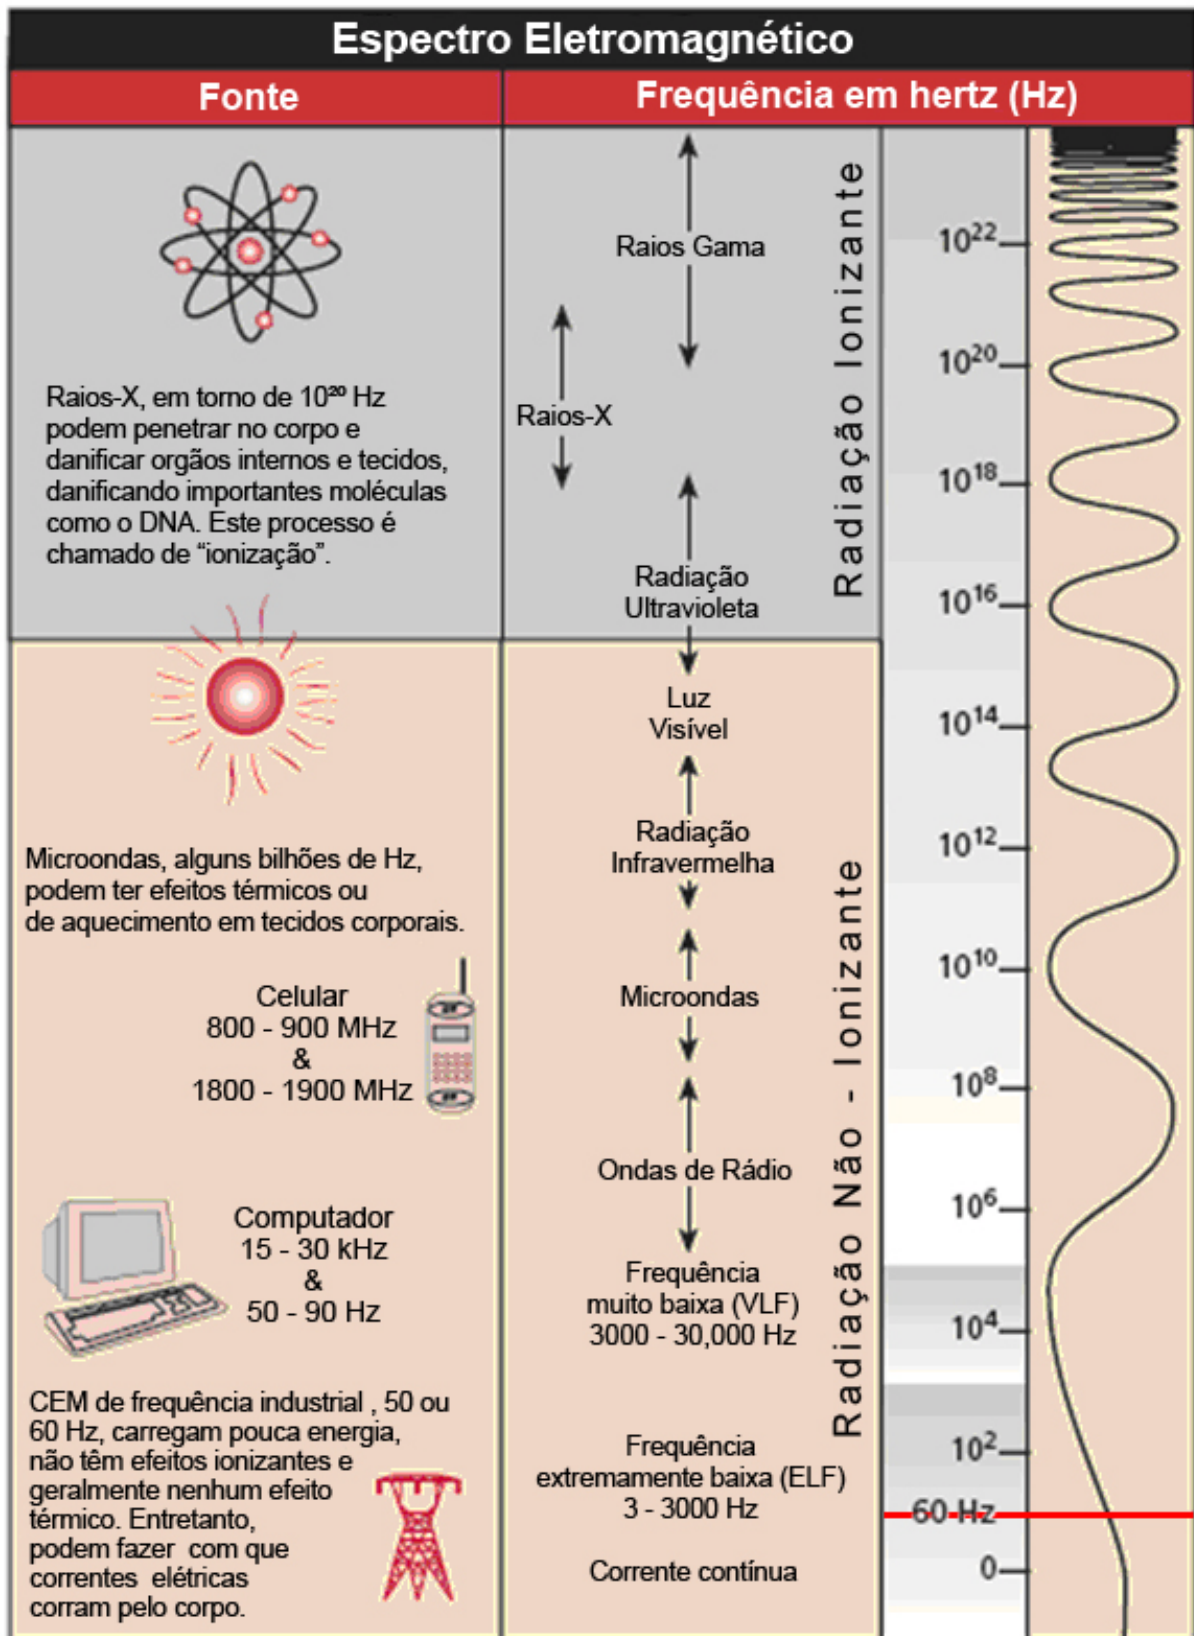 Espectro Eletromagnético
Fonte
Frequência em hertz (Hz)
Raios-X, em torno de 10²⁰ Hz
podem penetrar no corpo e
danificar orgãos internos e tecidos,
danificando importantes moléculas
como o DNA. Este processo é
chamado de “ionização”.
Microondas, alguns bilhões de Hz,
podem ter efeitos térmicos ou
de aquecimento em tecidos corporais.
Celular
800 - 900 MHz
&
1800 - 1900 MHz
Computador
15 - 30 kHz
&
50 - 90 Hz
CEM de frequência industrial , 50 ou
60 Hz, carregam pouca energia,
não têm efeitos ionizantes e
geralmente nenhum efeito
térmico. Entretanto,
podem fazer com que
correntes elétricas
corram pelo corpo.
Raios Gama
Raios-X
Radiação
Ultravioleta
Luz
Visível
Radiação
Infravermelha
Microondas
Ondas de Rádio
Frequência
muito baixa (VLF)
3000 - 30,000 Hz
Frequência
extremamente baixa (ELF)
3 - 3000 Hz
Corrente contínua
Radiação Ionizante
Radiação Não - Ionizante
10²²
10²⁰
10¹⁸
10¹⁶
10¹⁴
10¹²
10¹⁰
10⁸
10⁶
10⁴
10²
60 Hz
0